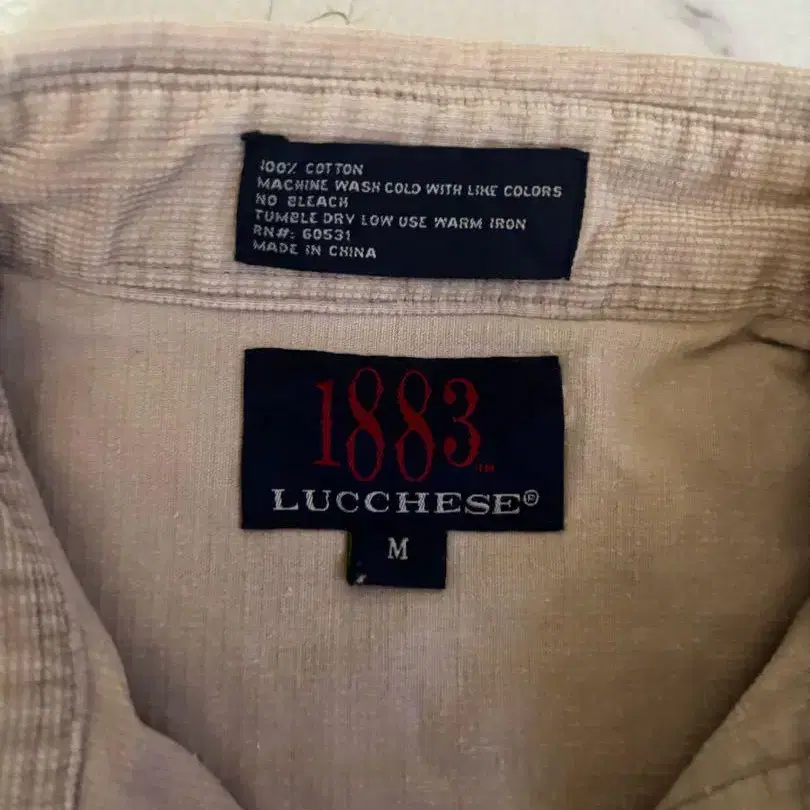 100% COTTON
MACHINE WASH COLD WITH LIKE COLORS
NO BLEACH
TUMBLE DRY LOW USE WARM IRON
RN#: 60531
MADE IN CHINA
1883™
LUCCHESE®
M